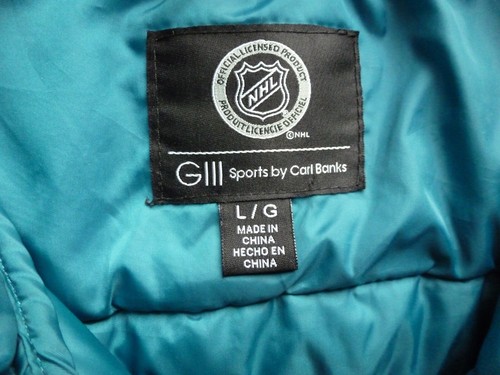 OFFICIAL LICENSED PRODUCT
NHL
PRODUIT LICENCIÉ OFFICIEL
©NHL
GIII Sports by Carl Banks
L/G
MADE IN
CHINA
HECHO EN
CHINA